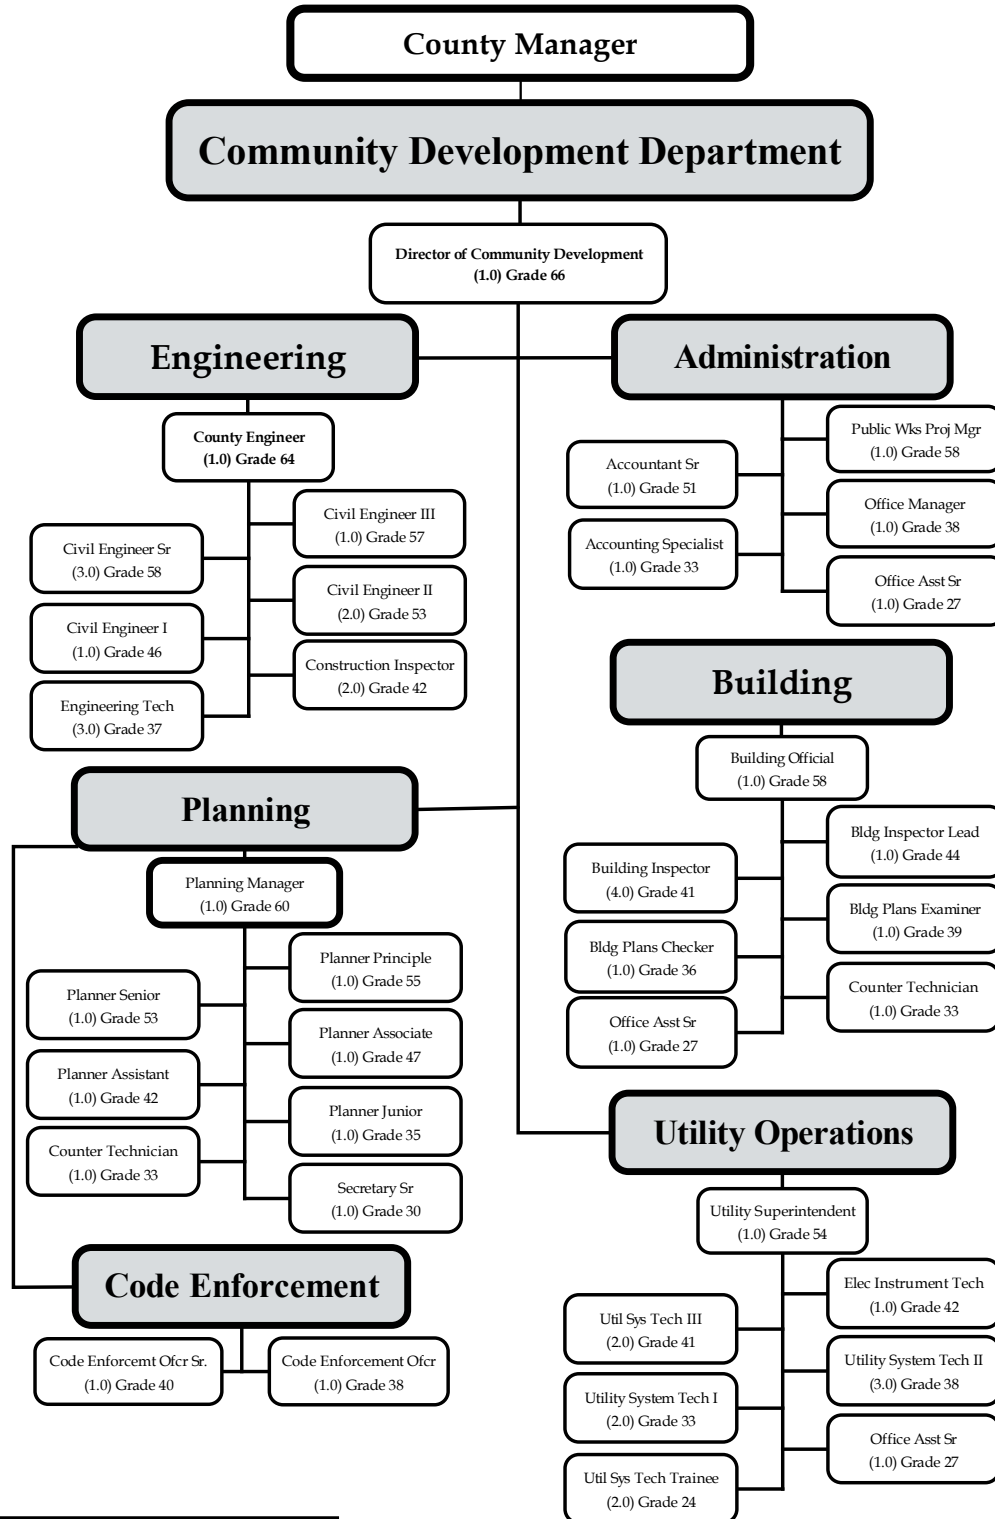 County Manager
Community Development Department
Director of Community Development
(1.0) Grade 66
Engineering
County Engineer
(1.0) Grade 64
Civil Engineer III
(1.0) Grade 57
Civil Engineer Sr
(3.0) Grade 58
Civil Engineer II
(2.0) Grade 53
Civil Engineer I
(1.0) Grade 46
Construction Inspector
(2.0) Grade 42
Engineering Tech
(3.0) Grade 37
Administration
Public Wks Proj Mgr
(1.0) Grade 58
Accountant Sr
(1.0) Grade 51
Office Manager
(1.0) Grade 38
Accounting Specialist
(1.0) Grade 33
Office Asst Sr
(1.0) Grade 27
Building
Building Official
(1.0) Grade 58
Bldg Inspector Lead
(1.0) Grade 44
Building Inspector
(4.0) Grade 41
Bldg Plans Examiner
(1.0) Grade 39
Bldg Plans Checker
(1.0) Grade 36
Counter Technician
(1.0) Grade 33
Office Asst Sr
(1.0) Grade 27
Planning
Planning Manager
(1.0) Grade 60
Planner Principle
(1.0) Grade 55
Planner Senior
(1.0) Grade 53
Planner Associate
(1.0) Grade 47
Planner Assistant
(1.0) Grade 42
Planner Junior
(1.0) Grade 35
Counter Technician
(1.0) Grade 33
Secretary Sr
(1.0) Grade 30
Code Enforcement
Code Enforcemt Ofcr Sr.
(1.0) Grade 40
Code Enforcement Ofcr
(1.0) Grade 38
Utility Operations
Utility Superintendent
(1.0) Grade 54
Elec Instrument Tech
(1.0) Grade 42
Util Sys Tech III
(2.0) Grade 41
Utility System Tech II
(3.0) Grade 38
Utility System Tech I
(2.0) Grade 33
Office Asst Sr
(1.0) Grade 27
Util Sys Tech Trainee
(2.0) Grade 24